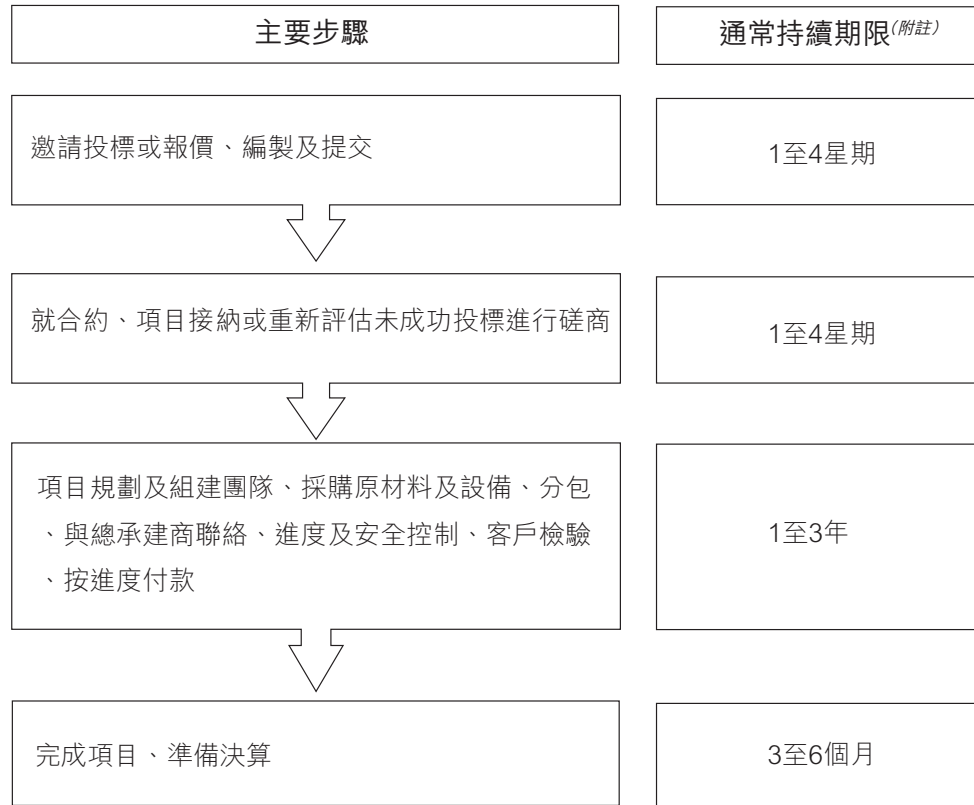 主要步驟
通常持續期限(附註)
邀請投標或報價、編製及提交
1至4星期
就合約、項目接納或重新評估未成功投標進行磋商
1至4星期
項目規劃及組建團隊、採購原材料及設備、分包
、與總承建商聯絡、進度及安全控制、客戶檢驗
、按進度付款
1至3年
完成項目、準備決算
3至6個月